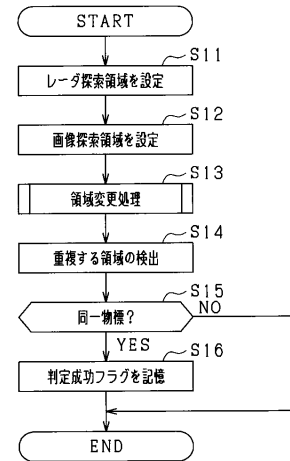 START
S11
レーダ探索領域を設定
S12
画像探索領域を設定
S13
領域変更処理
S14
重複する領域の検出
S15
同一物標?
NO
YES
S16
判定成功フラグを記憶
END